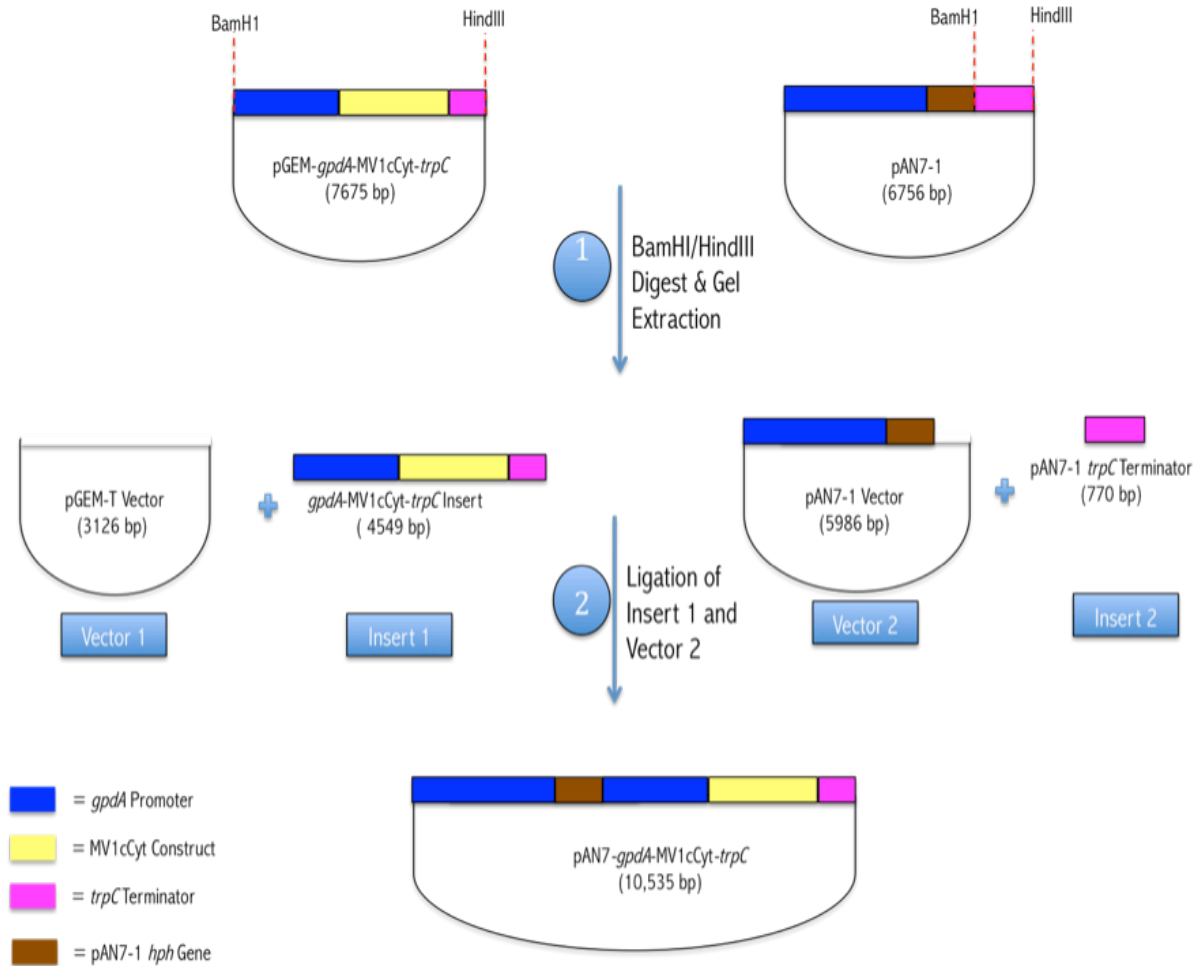 BamH1
HindIII
BamH1
HindIII
pGEM-gpdA-MV1cCyt-trpC
(7675 bp)
pAN7-1
(6756 bp)
1
BamHI/HindIII
Digest & Gel
Extraction
pGEM-T Vector
(3126 bp)
gpdA-MV1cCyt-trpC Insert
( 4549 bp)
pAN7-1 Vector
(5986 bp)
pAN7-1 trpC Terminator
(770 bp)
Vector 1
Insert 1
2
Ligation of
Insert 1 and
Vector 2
Vector 2
Insert 2
= gpdA Promoter
= MV1cCyt Construct
= trpC Terminator
= pAN7-1 hph Gene
pAN7-gpdA-MV1cCyt-trpC
(10,535 bp)